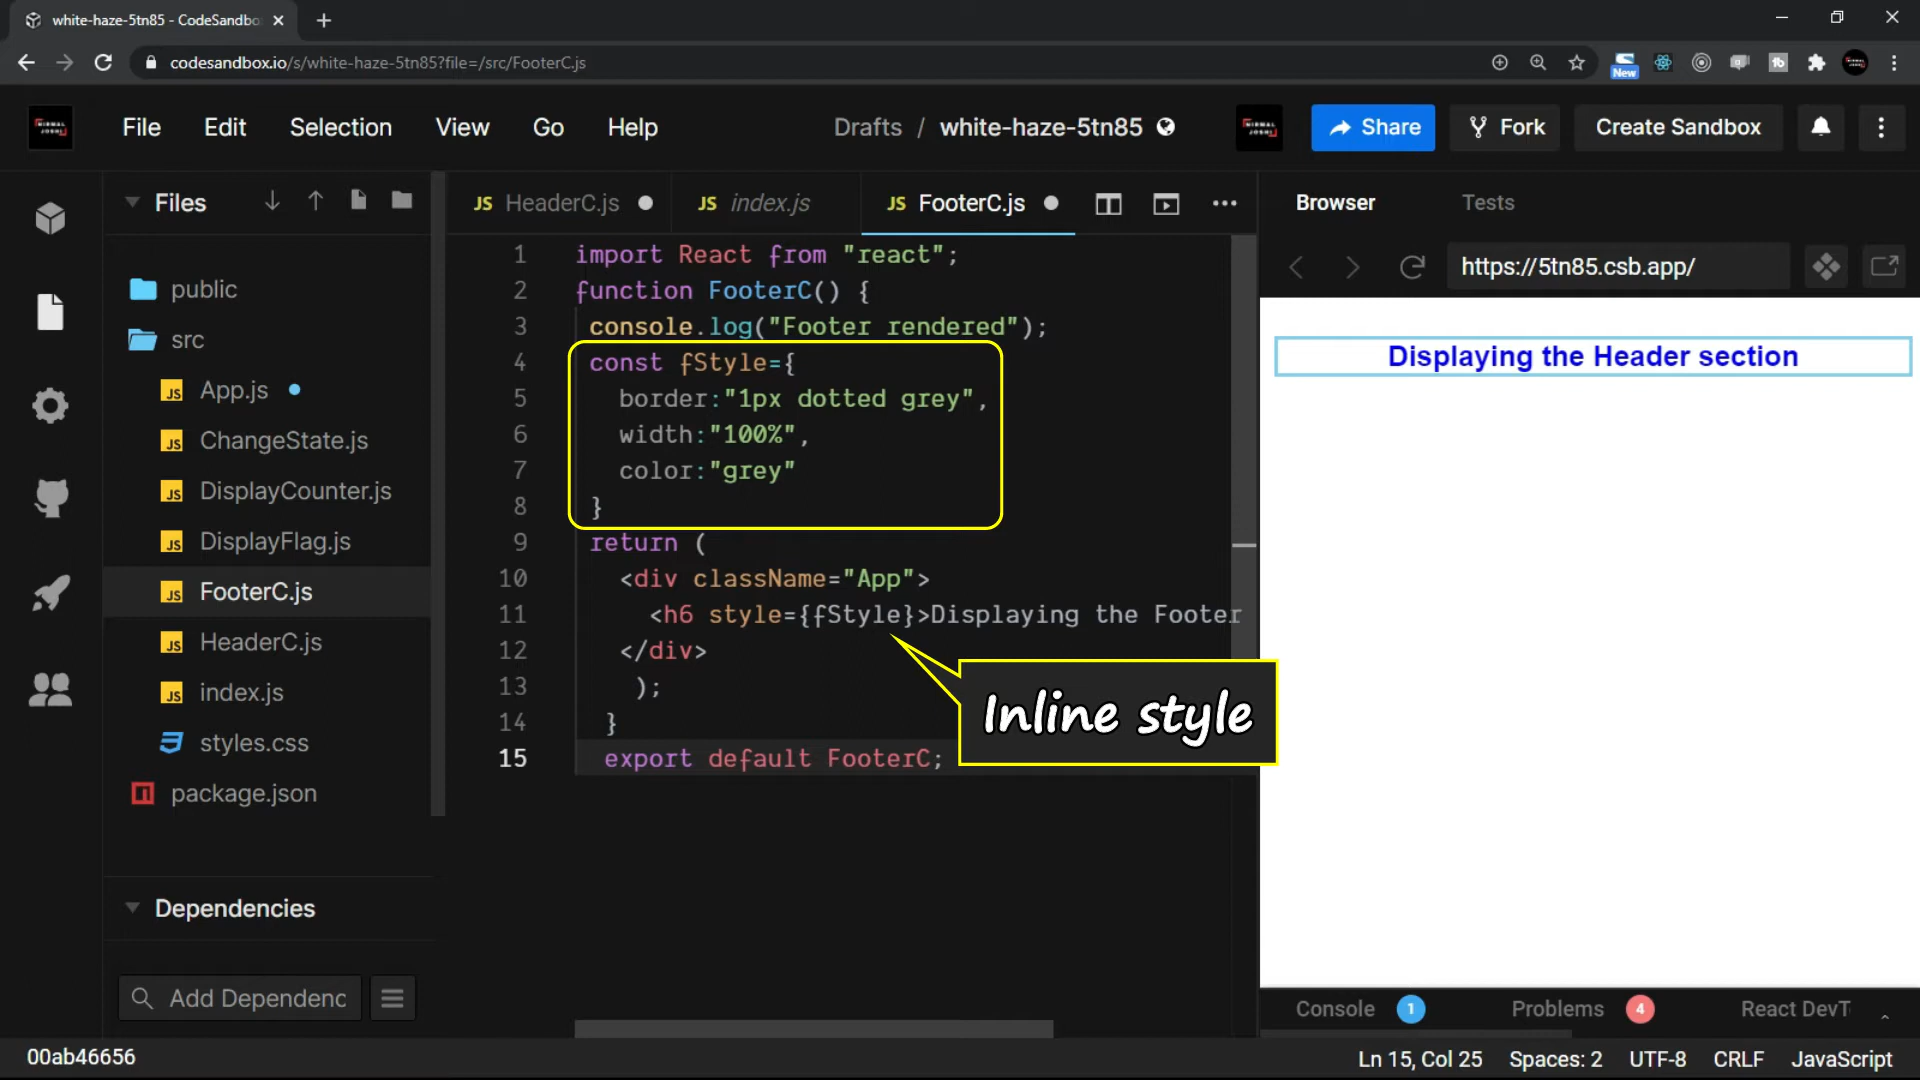 white-haze-5tn85 - CodeSandbo
codesandbox.io/s/white-haze-5tn85?file=/src/FooterC.js
New
File Edit Selection View Go Help
Drafts / white-haze-5tn85
NIRMAL JOSHI
Share Fork Create Sandbox
Files
public
src
App.js
ChangeState.js
DisplayCounter.js
DisplayFlag.js
FooterC.js
HeaderC.js
index.js
styles.css
package.json
Dependencies
Add Dependenc
JS HeaderC.js JS index.js JS FooterC.js
1 import React from "react";
2 function FooterC() {
3 console.log("Footer rendered");
4 const fStyle={
5 border:"1px dotted grey",
6 width:"100%",
7 color:"grey"
8 }
9 return (
10 <div className="App">
11 <h6 style={fStyle}>Displaying the Footer
12 </div>
13 );
14 }
15 export default FooterC;
Inline style
Browser Tests
https://5tn85.csb.app/
Displaying the Header section
Console 1 Problems 4 React DevT
00ab46656
Ln 15, Col 25 Spaces: 2 UTF-8 CRLF JavaScript